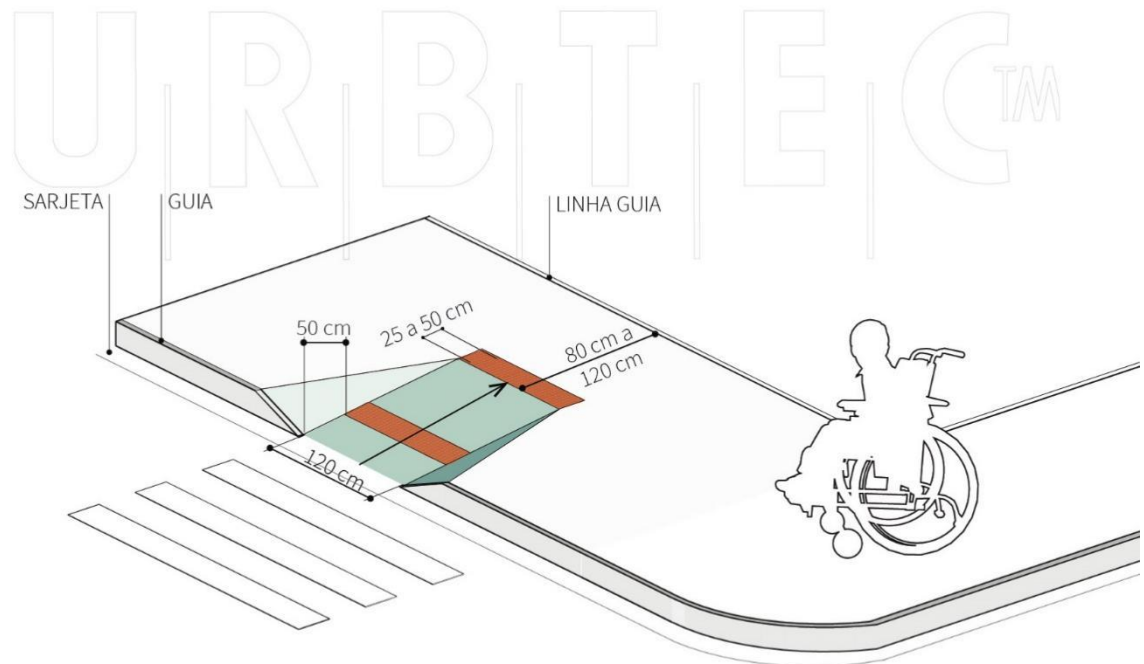 URBTEC™
SARJETA
GUIA
LINHA GUIA
50 cm
25 a 50 cm
80 cm a
120 cm
120 cm